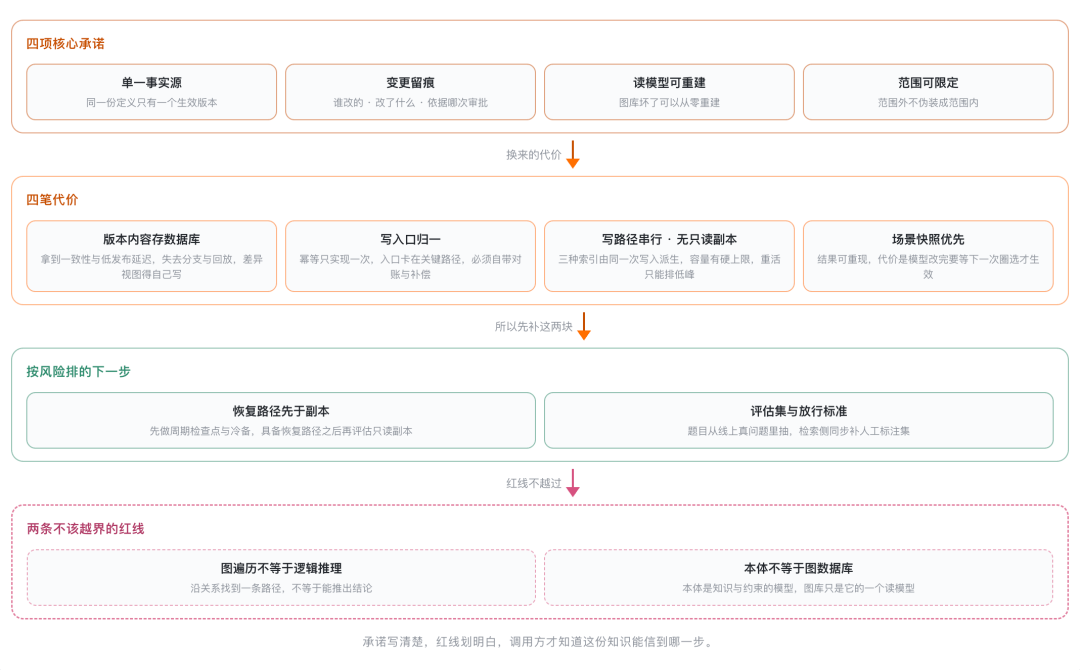 四项核心承诺
单一事实源
同一份定义只有一个生效版本
变更留痕
谁改的 · 改了什么 · 依据哪次审批
读模型可重建
图库坏了可以从零重建
范围可限定
范围外不伪装成范围内
换来的代价
四笔代价
版本内容存数据库
拿到一致性与低发布延迟，失去分支与回放，差异
视图得自己写
写入口归一
幂等只实现一次，入口卡在关键路径，必须自带对
账与补偿
写路径串行 · 无只读副本
三种索引由同一次写入派生，容量有硬上限，重活
只能排低峰
场景快照优先
结果可重现，代价是模型改完要等下一次圈选才生
效
所以先补这两块
按风险排的下一步
恢复路径先于副本
先做周期检查点与冷备，具备恢复路径之后再评估只读副本
评估集与放行标准
题目从线上真问题里抽，检索侧同步补人工标注集
红线不越过
两条不该越界的红线
图遍历不等于逻辑推理
沿关系找到一条路径，不等于能推出结论
本体不等于图数据库
本体是知识与约束的模型，图库只是它的一个读模型
承诺写清楚，红线划明白，调用方才知道这份知识能信到哪一步。